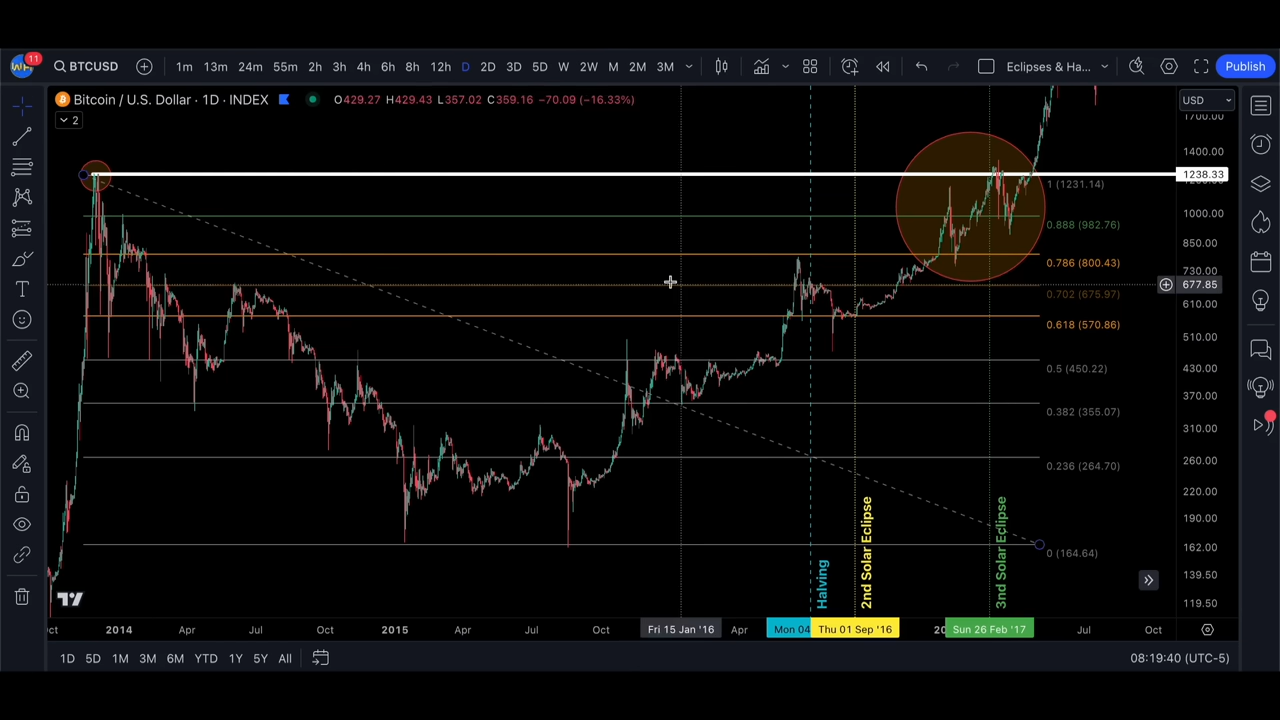 11
BTCUSD
1m 13m 24m 55m 2h 3h 4h 6h 8h 12h D 2D 3D 5D W 2W M 2M 3M
Eclipses & Ha...
Publish
Bitcoin / U.S. Dollar · 1D · INDEX
O429.27 H429.43 L357.02 C359.16 −70.09 (−16.33%)
2
USD
1700.00
1400.00
1238.33
1 (1231.14)
1000.00
0.888 (982.76)
850.00
0.786 (800.43)
730.00
677.85
0.702 (675.97)
610.00
0.618 (570.86)
510.00
430.00
0.5 (450.22)
370.00
0.382 (355.07)
310.00
260.00
0.236 (264.70)
220.00
190.00
162.00
0 (164.64)
139.50
119.50
Halving
2nd Solar Eclipse
3nd Solar Eclipse
ct 2014 Apr Jul Oct 2015 Apr Jul Oct Fri 15 Jan '16 Apr Mon 04 Thu 01 Sep '16 20 Sun 26 Feb '17 Jul Oct
1D 5D 1M 3M 6M YTD 1Y 5Y All
08:19:40 (UTC-5)